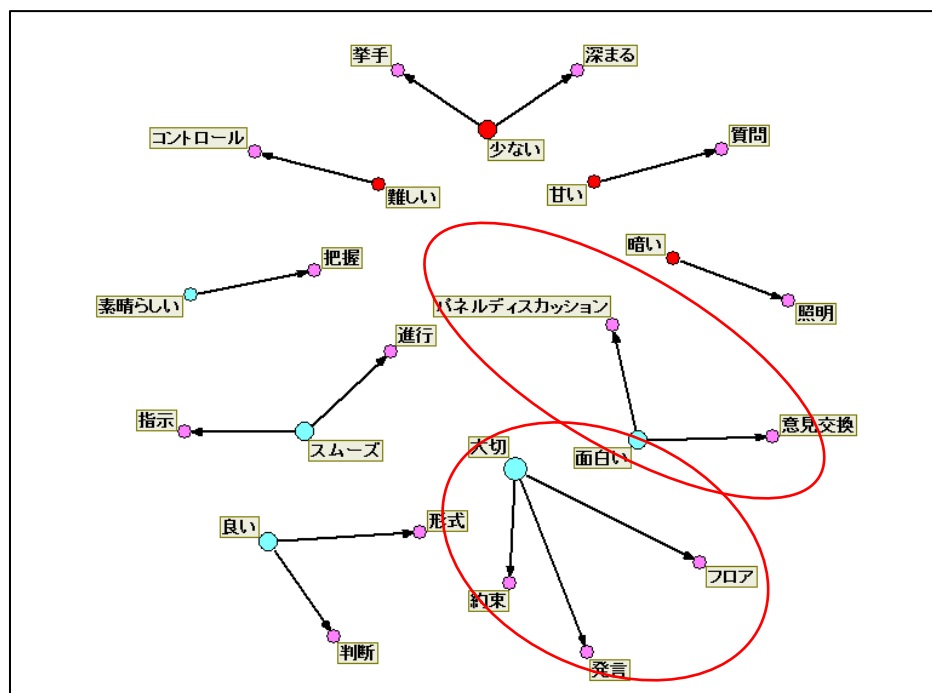 挙手
深まる
少ない
コントロール
難しい
質問
甘い
暗い
照明
把握
素晴らしい
パネルディスカッション
進行
指示
スムーズ
意見交換
面白い
大切
良い
形式
約束
フロア
判断
発言